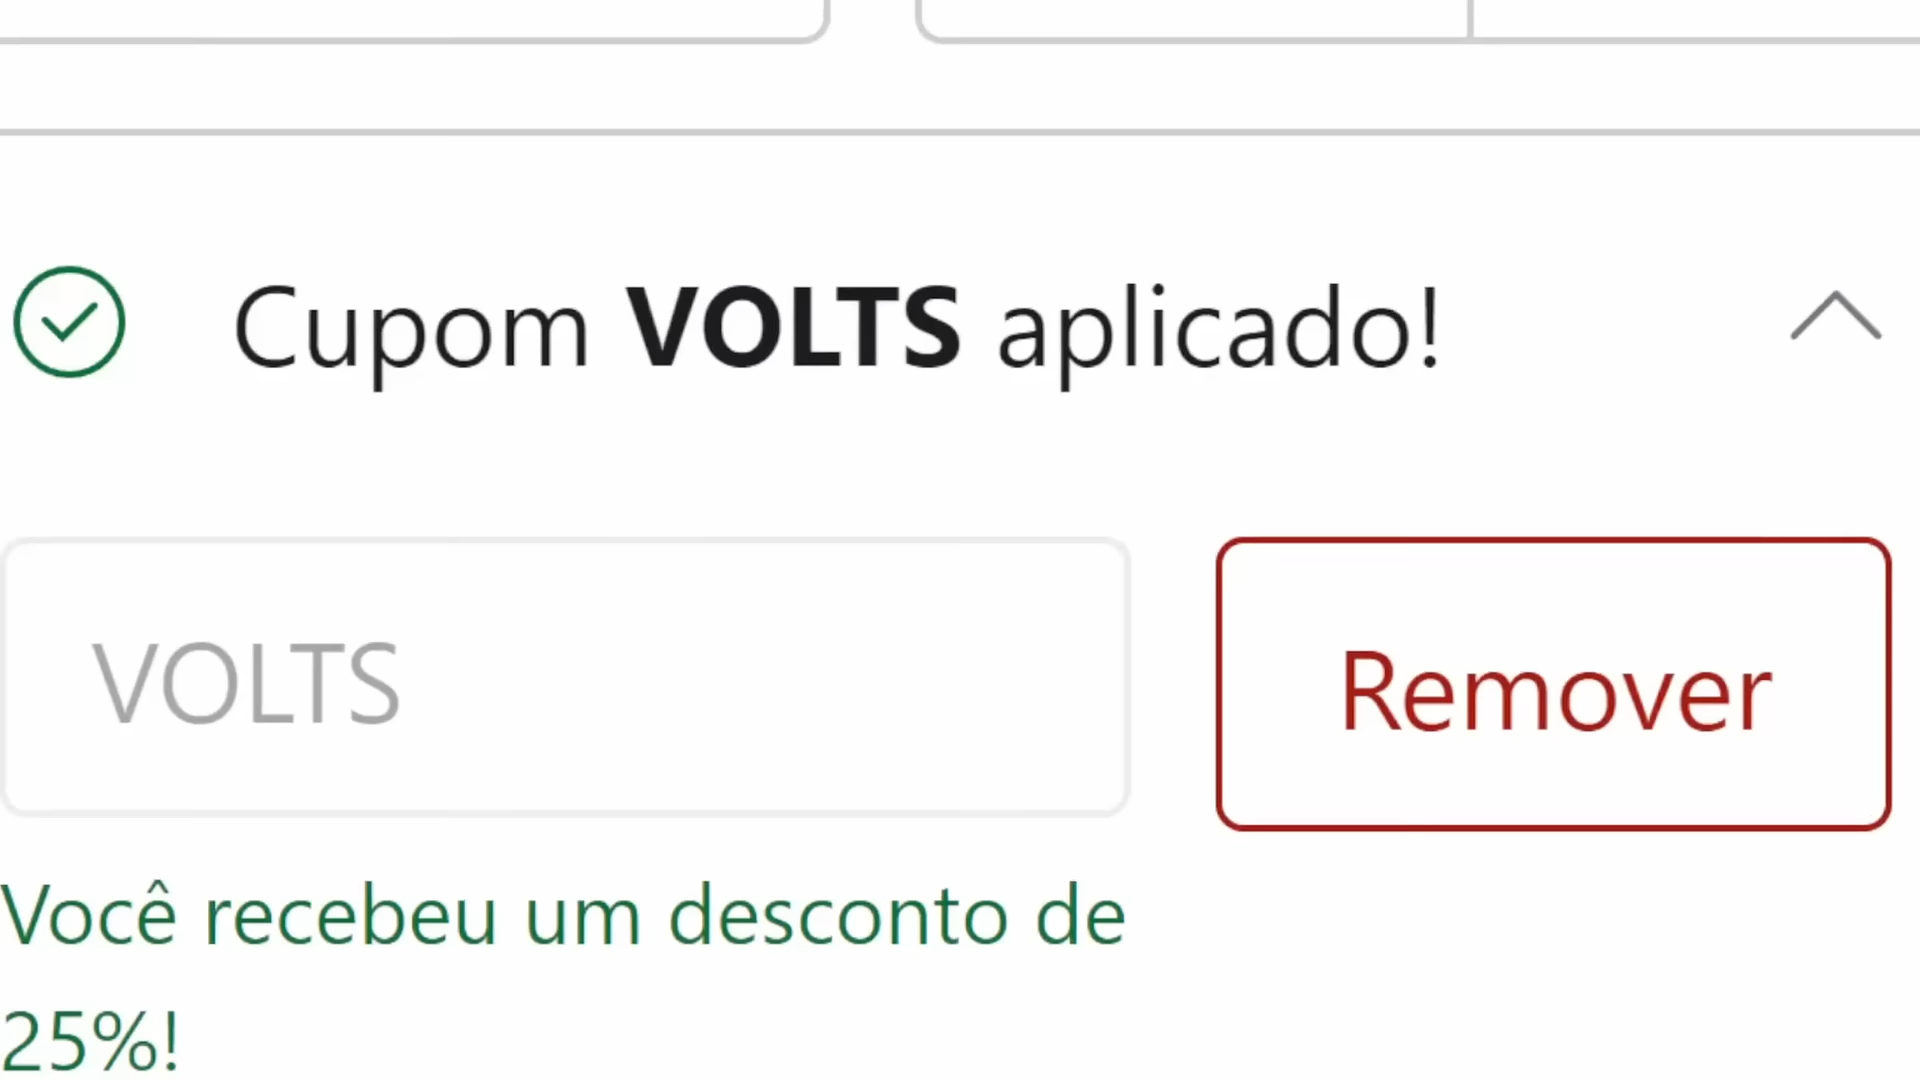 Cupom VOLTS aplicado!
VOLTS
Remover
Você recebeu um desconto de
25%!